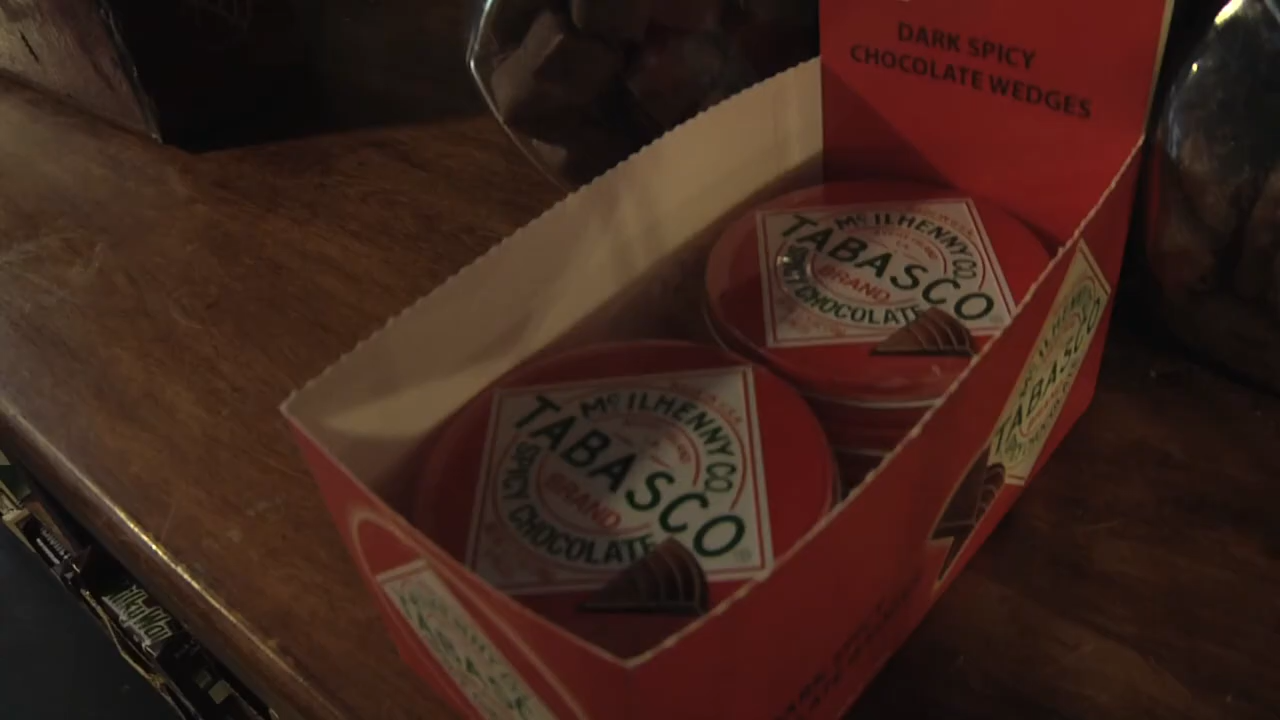 DARK SPICY
CHOCOLATE WEDGES
McILHENNY CO.
TABASCO
BRAND
SPICY CHOCOLATE
McILHENNY CO.
TABASCO
BRAND
SPICY CHOCOLATE
TABASCO